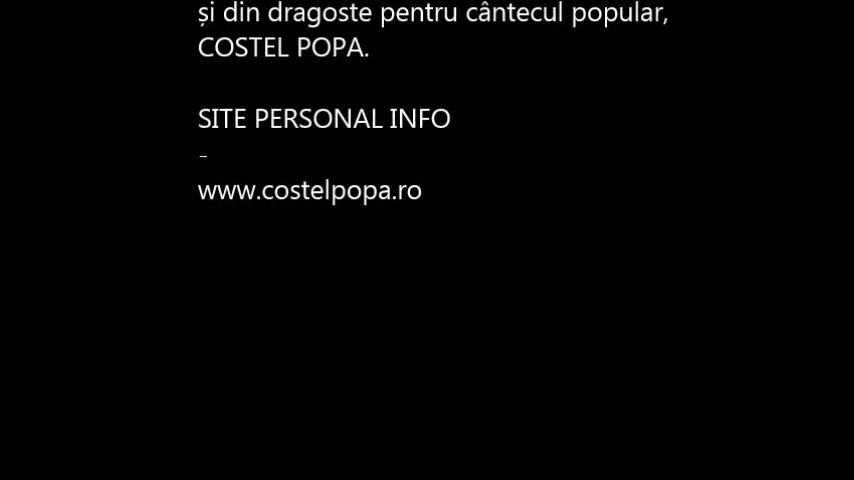 și din dragoste pentru cântecul popular,
COSTEL POPA.
SITE PERSONAL INFO
-
www.costelpopa.ro